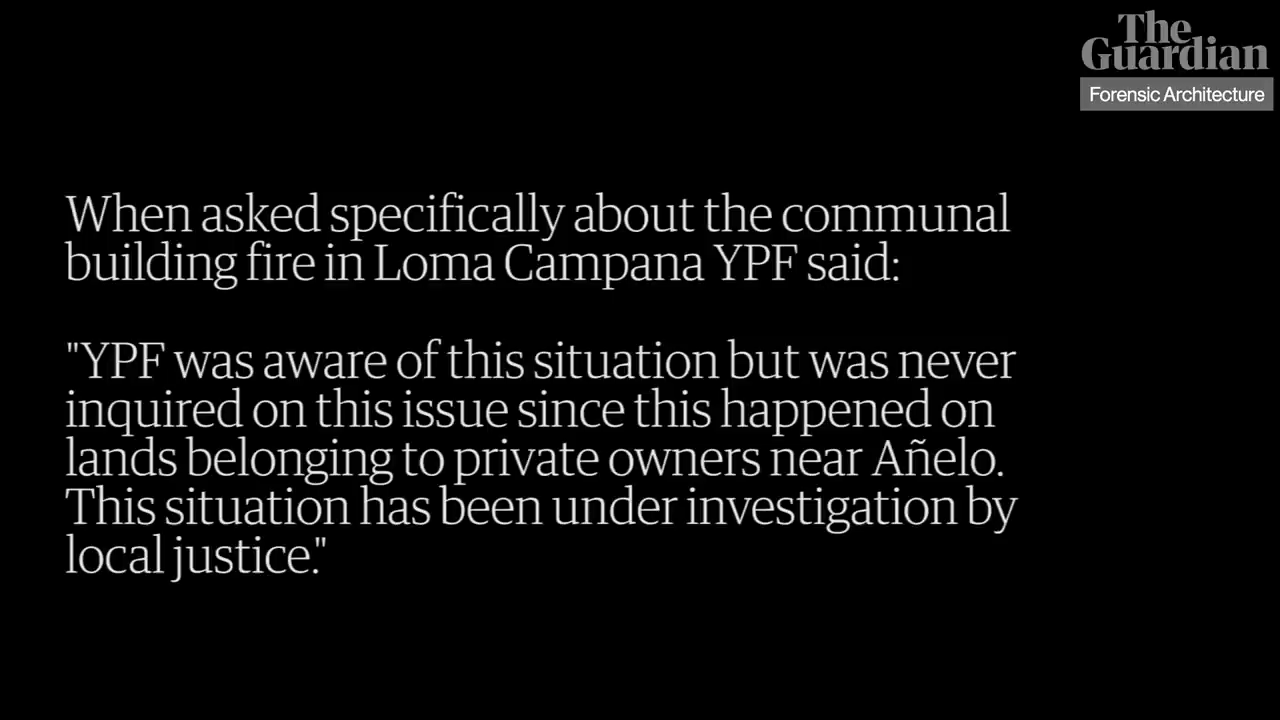 The
Guardian
Forensic Architecture
When asked specifically about the communal
building fire in Loma Campana YPF said:
"YPF was aware of this situation but was never
inquired on this issue since this happened on
lands belonging to private owners near Añelo.
This situation has been under investigation by
local justice."